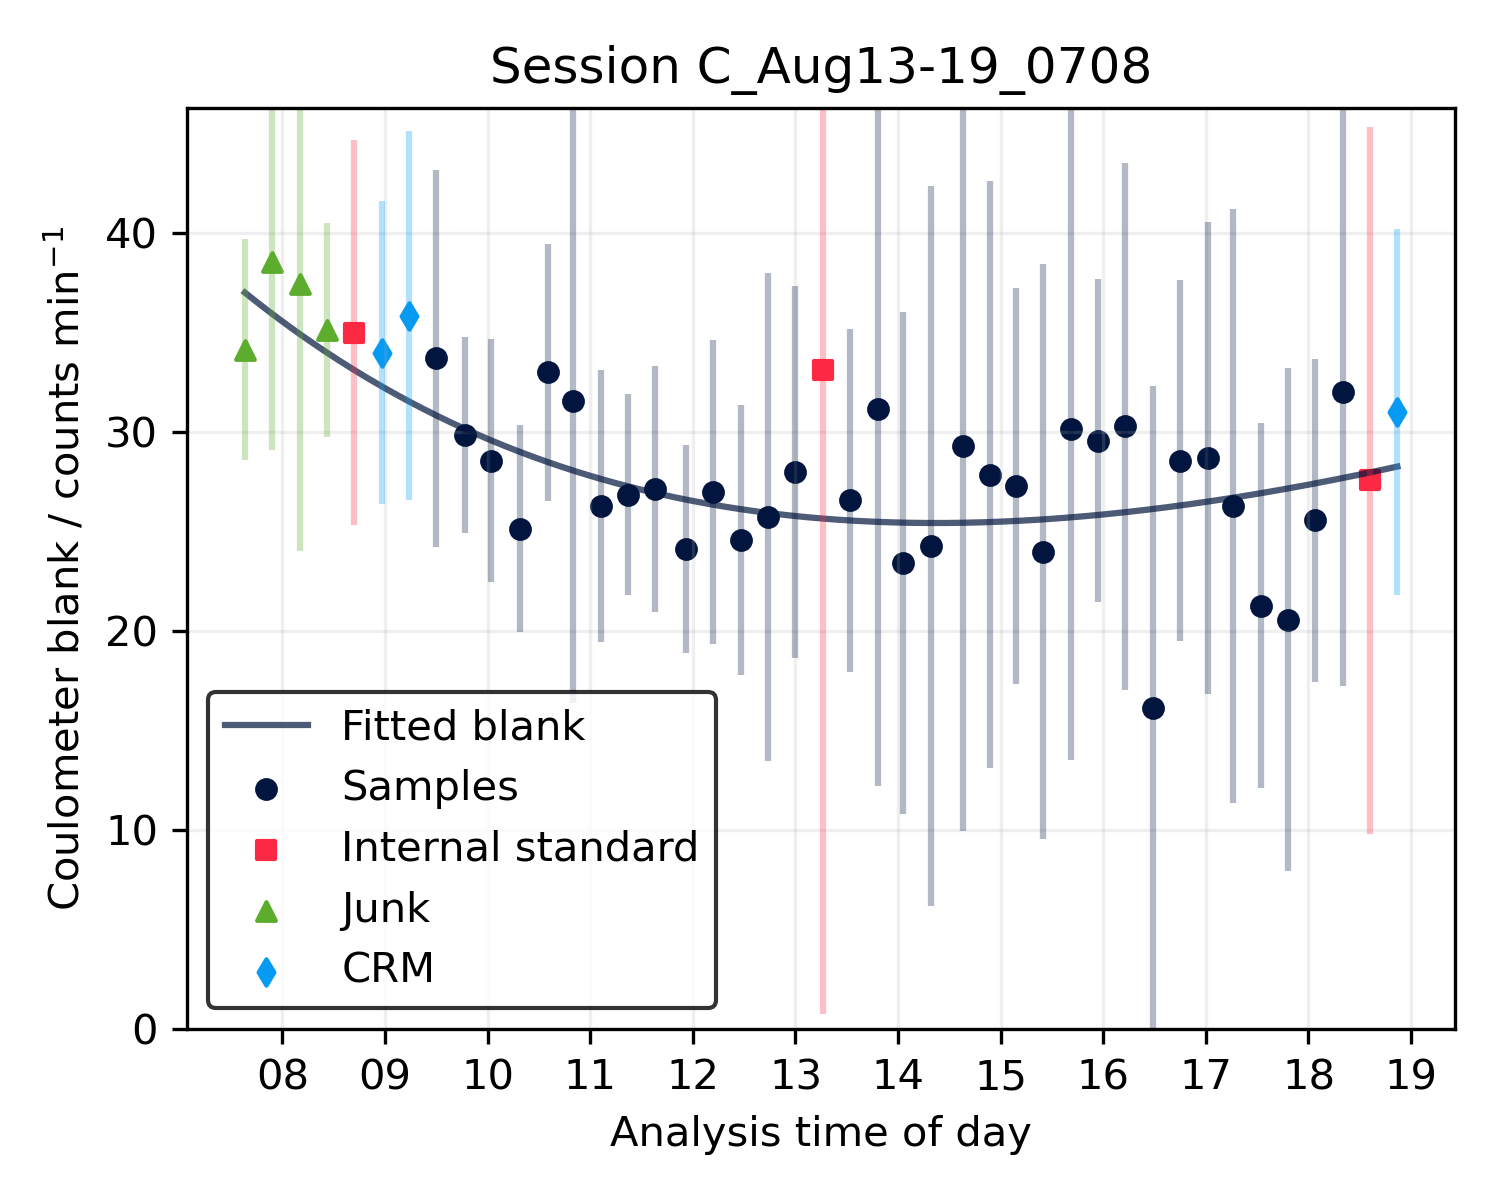 Session C_Aug13-19_0708
Coulometer blank / counts min⁻¹
40
30
20
10
0
Fitted blank
Samples
Internal standard
Junk
CRM
08 09 10 11 12 13 14 15 16 17 18 19
Analysis time of day